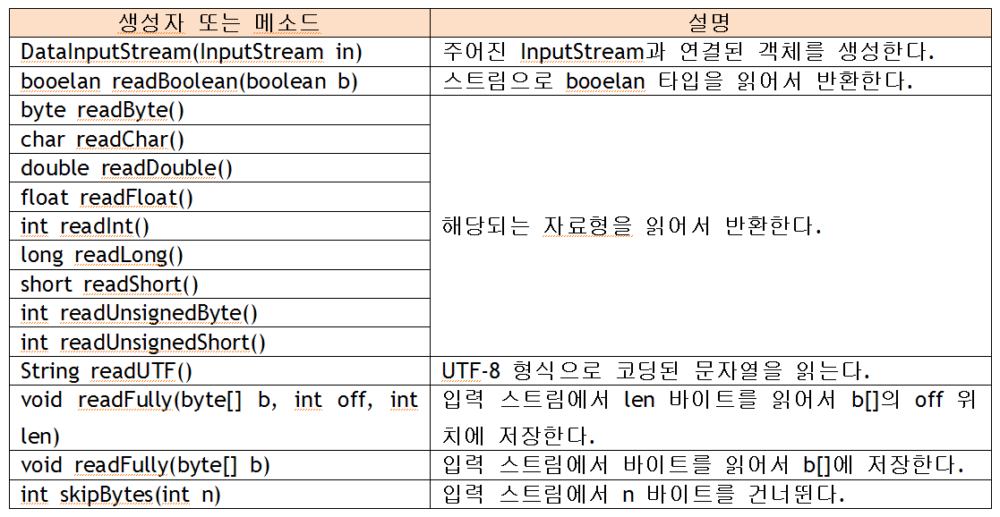 생성자 또는 메소드 설명
DataInputStream(InputStream in) 주어진 InputStream과 연결된 객체를 생성한다.
booelan readBoolean(boolean b) 스트림으로 booelan 타입을 읽어서 반환한다.
byte readByte()
char readChar()
double readDouble()
float readFloat()
int readInt() 해당되는 자료형을 읽어서 반환한다.
long readLong()
short readShort()
int readUnsignedByte()
int readUnsignedShort()
String readUTF() UTF-8 형식으로 코딩된 문자열을 읽는다.
void readFully(byte[] b, int off, int 입력 스트림에서 len 바이트를 읽어서 b[]의 off 위
len) 치에 저장한다.
void readFully(byte[] b) 입력 스트림에서 바이트를 읽어서 b[]에 저장한다.
int skipBytes(int n) 입력 스트림에서 n 바이트를 건너뛴다.